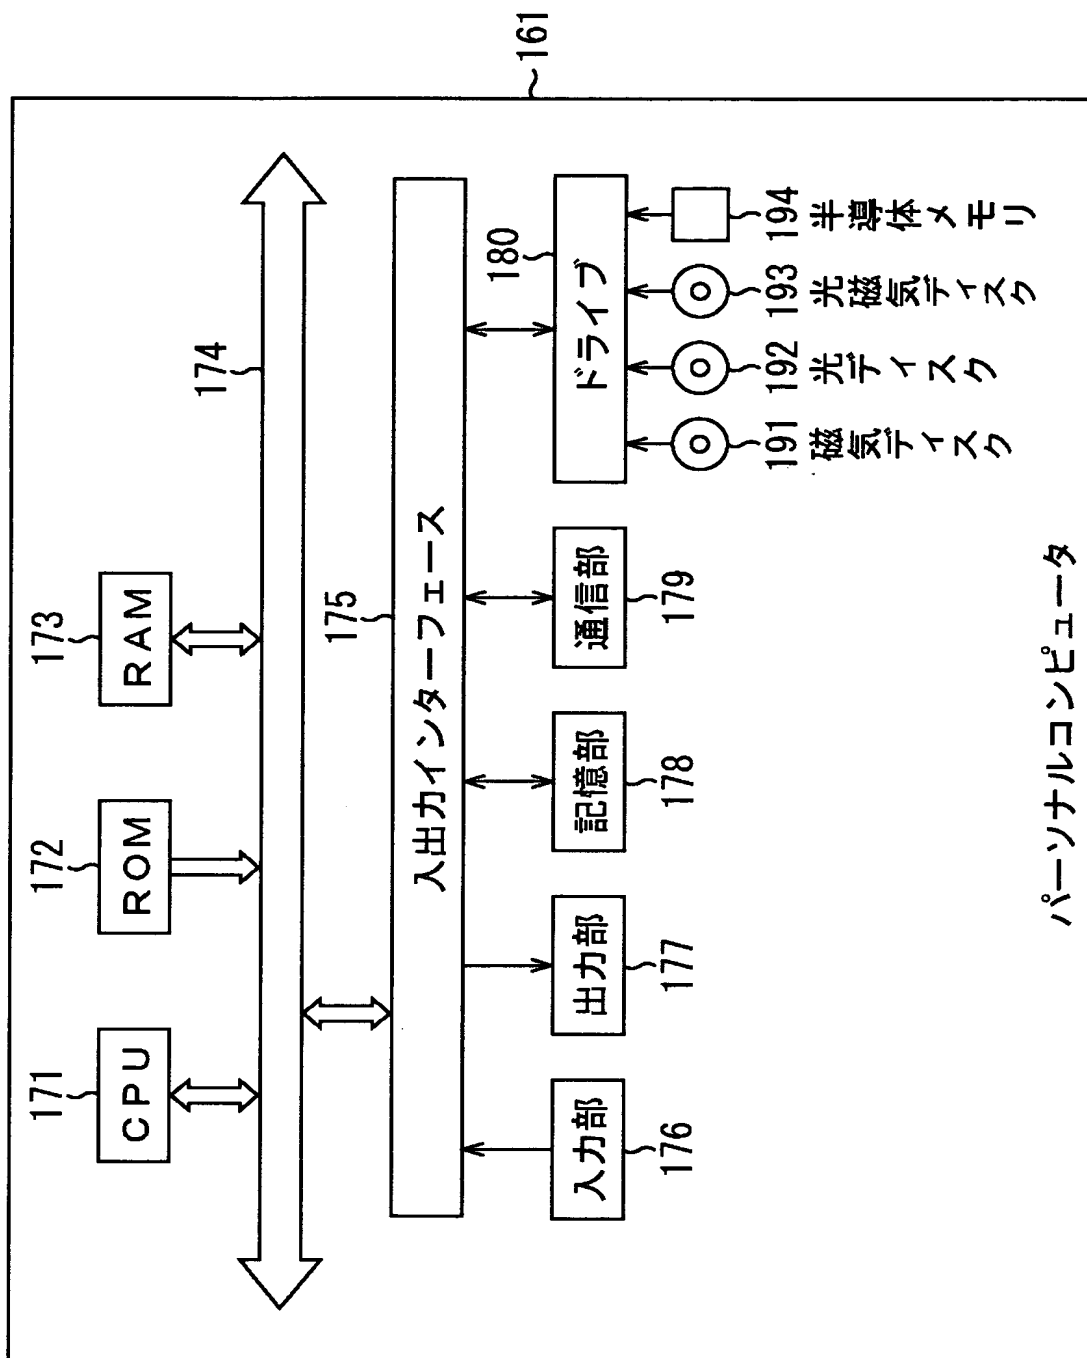 161
171
172
173
CPU
ROM
RAM
174
175
入出力インターフェース
180
入力部
出力部
記憶部
通信部
ドライブ
176
177
178
179
191
192
193
194
磁気ディスク
光ディスク
光磁気ディスク
半導体メモリ
パーソナルコンピュータ